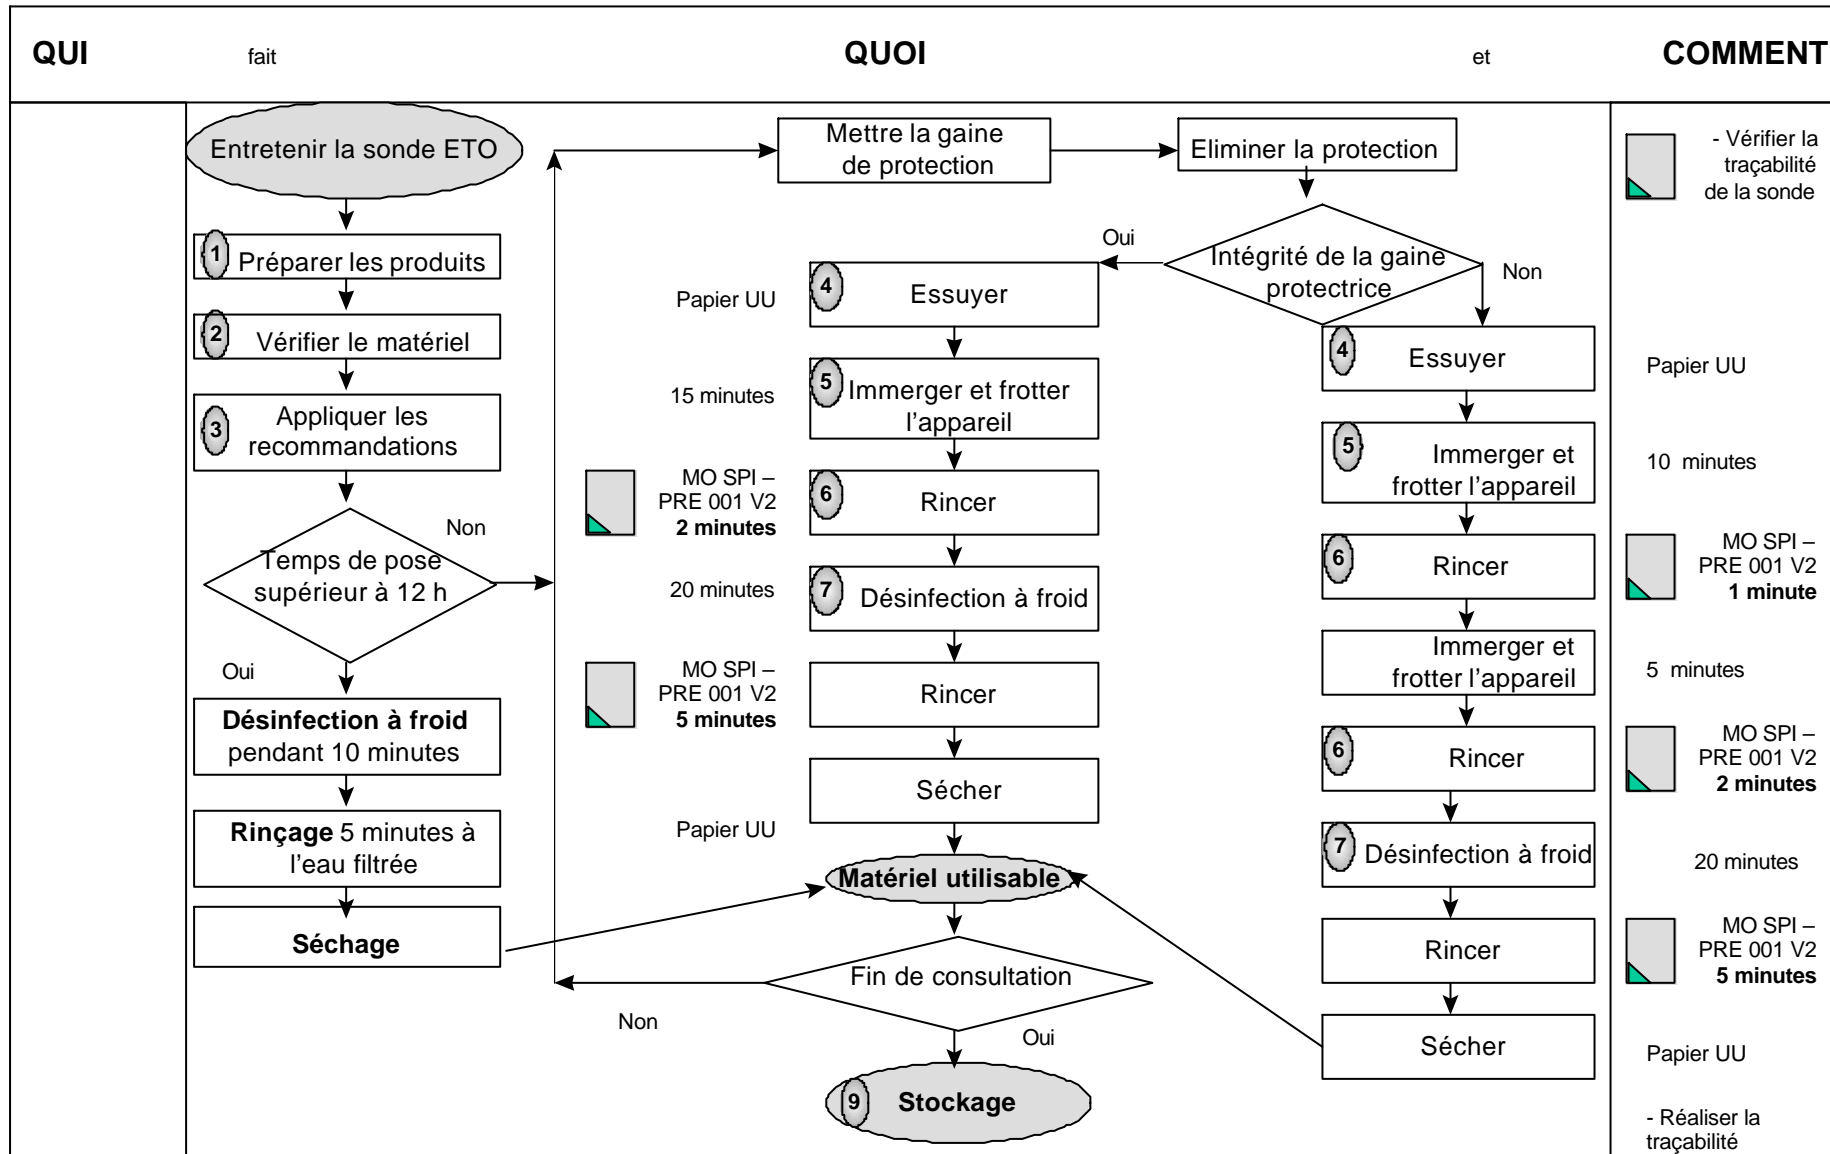 QUI fait QUOI et COMMENT
Entretenir la sonde ETO
1 Préparer les produits
2 Vérifier le matériel
3 Appliquer les
recommandations
Temps de pose
supérieur à 12 h
Non
Oui
Désinfection à froid
pendant 10 minutes
Rinçage 5 minutes à
l'eau filtrée
Séchage
Mettre la gaine
de protection
Eliminer la protection
Intégrité de la gaine
protectrice
Oui
Non
Papier UU
4 Essuyer
15 minutes
5 Immerger et frotter
l'appareil
MO SPI –
PRE 001 V2
2 minutes
6 Rincer
20 minutes
7 Désinfection à froid
MO SPI –
PRE 001 V2
5 minutes
Rincer
Sécher
Papier UU
Matériel utilisable
Fin de consultation
Non
Oui
9 Stockage
4 Essuyer
5 Immerger et
frotter l'appareil
6 Rincer
Immerger et
frotter l'appareil
6 Rincer
7 Désinfection à froid
Rincer
Sécher
- Vérifier la
traçabilité
de la sonde
Papier UU
10 minutes
MO SPI –
PRE 001 V2
1 minute
5 minutes
MO SPI –
PRE 001 V2
2 minutes
20 minutes
MO SPI –
PRE 001 V2
5 minutes
Papier UU
- Réaliser la
traçabilité